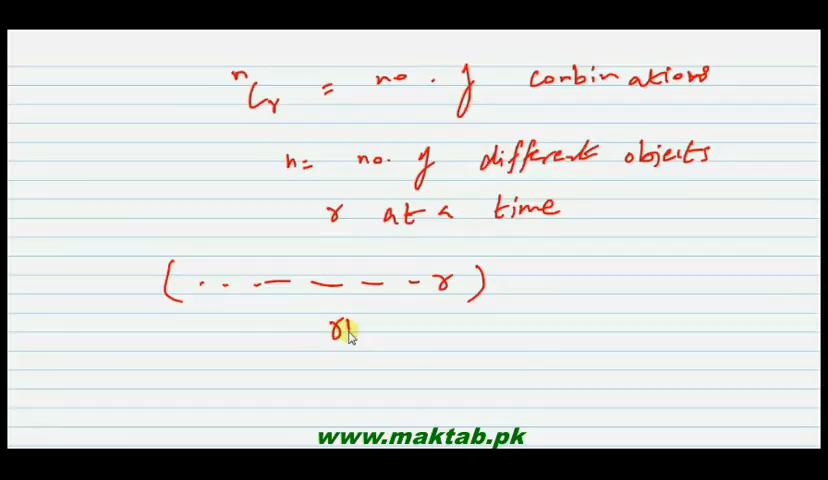 ⁿCᵣ = no. of combinations
n = no. of different objects
r at a time
( . . . — — — - r )
r!
www.maktab.pk